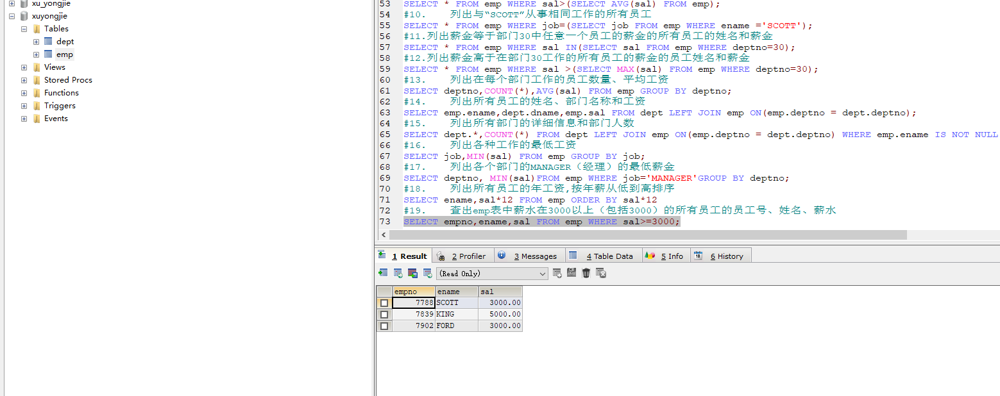 xu_yongjie
xuyongjie
Tables
dept
emp
Views
Stored Procs
Functions
Triggers
Events
53 SELECT * FROM emp WHERE sal>(SELECT AVG(sal) FROM emp);
54 #10. 列出与“SCOTT”从事相同工作的所有员工
55 SELECT * FROM emp WHERE job=(SELECT job FROM emp WHERE ename ='SCOTT');
56 #11.列出薪金等于部门30中任意一个员工的薪金的所有员工的姓名和薪金
57 SELECT * FROM emp WHERE sal IN(SELECT sal FROM emp WHERE deptno=30);
58 #12.列出薪金高于在部门30工作的所有员工的薪金的员工姓名和薪金
59 SELECT * FROM emp WHERE sal >(SELECT MAX(sal) FROM emp WHERE deptno=30);
60 #13. 列出在每个部门工作的员工数量、平均工资
61 SELECT deptno,COUNT(*),AVG(sal) FROM emp GROUP BY deptno;
62 #14. 列出所有员工的姓名、部门名称和工资
63 SELECT emp.ename,dept.dname,emp.sal FROM dept LEFT JOIN emp ON(emp.deptno = dept.deptno);
64 #15. 列出所有部门的详细信息和部门人数
65 SELECT dept.*,COUNT(*) FROM dept LEFT JOIN emp ON(emp.deptno = dept.deptno) WHERE emp.ename IS NOT NULL
66 #16. 列出各种工作的最低工资
67 SELECT job,MIN(sal) FROM emp GROUP BY job;
68 #17. 列出各个部门的MANAGER（经理）的最低薪金
69 SELECT deptno, MIN(sal)FROM emp WHERE job='MANAGER'GROUP BY deptno;
70 #18. 列出所有员工的年工资,按年薪从低到高排序
71 SELECT ename,sal*12 FROM emp ORDER BY sal*12
72 #19. 查出emp表中薪水在3000以上（包括3000）的所有员工的员工号、姓名、薪水
73 SELECT empno,ename,sal FROM emp WHERE sal>=3000;
1 Result 2 Profiler 3 Messages 4 Table Data 5 Info 18 6 History
(Read Only)
empno ename sal
7788 SCOTT 3000.00
7839 KING 5000.00
7902 FORD 3000.00